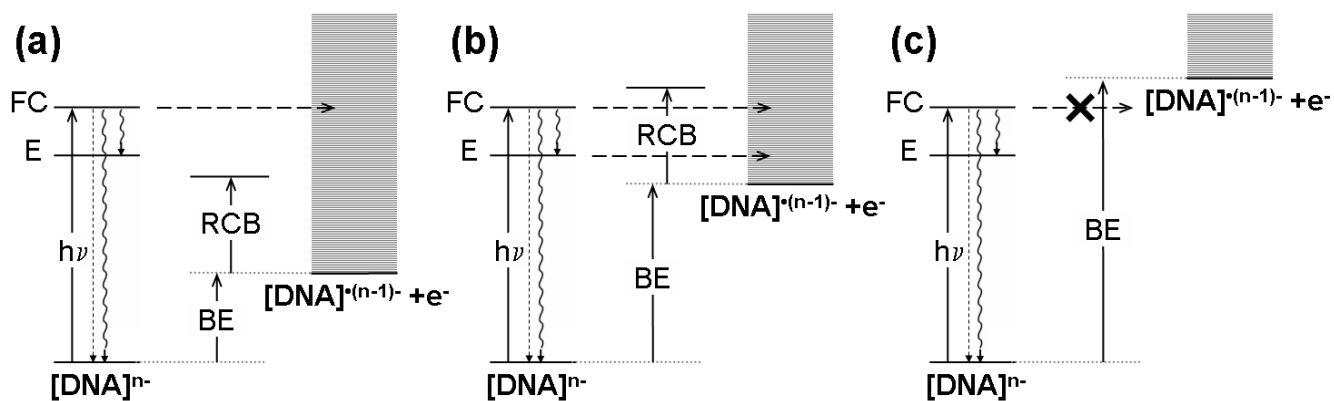 (a)
FC
E
hν
RCB
BE
[DNA]•(n-1)- +e-
[DNA]n-
(b)
FC
E
hν
RCB
[DNA]•(n-1)- +e-
BE
[DNA]n-
(c)
FC
[DNA]•(n-1)- +e-
E
hν
BE
[DNA]n-